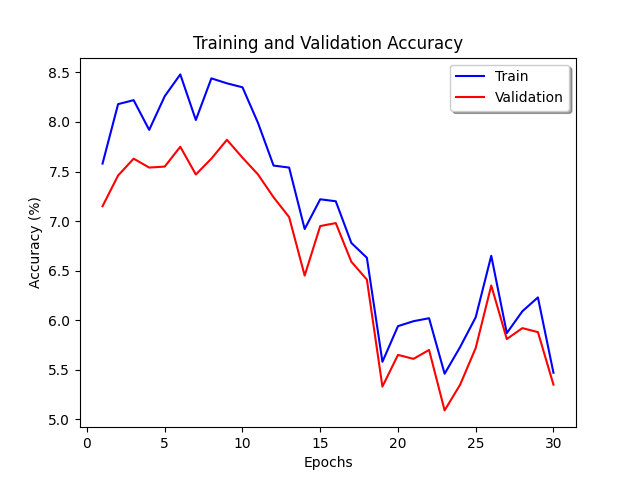 Training and Validation Accuracy
Train
Validation
Accuracy (%)
8.5
8.0
7.5
7.0
6.5
6.0
5.5
5.0
0 5 10 15 20 25 30
Epochs